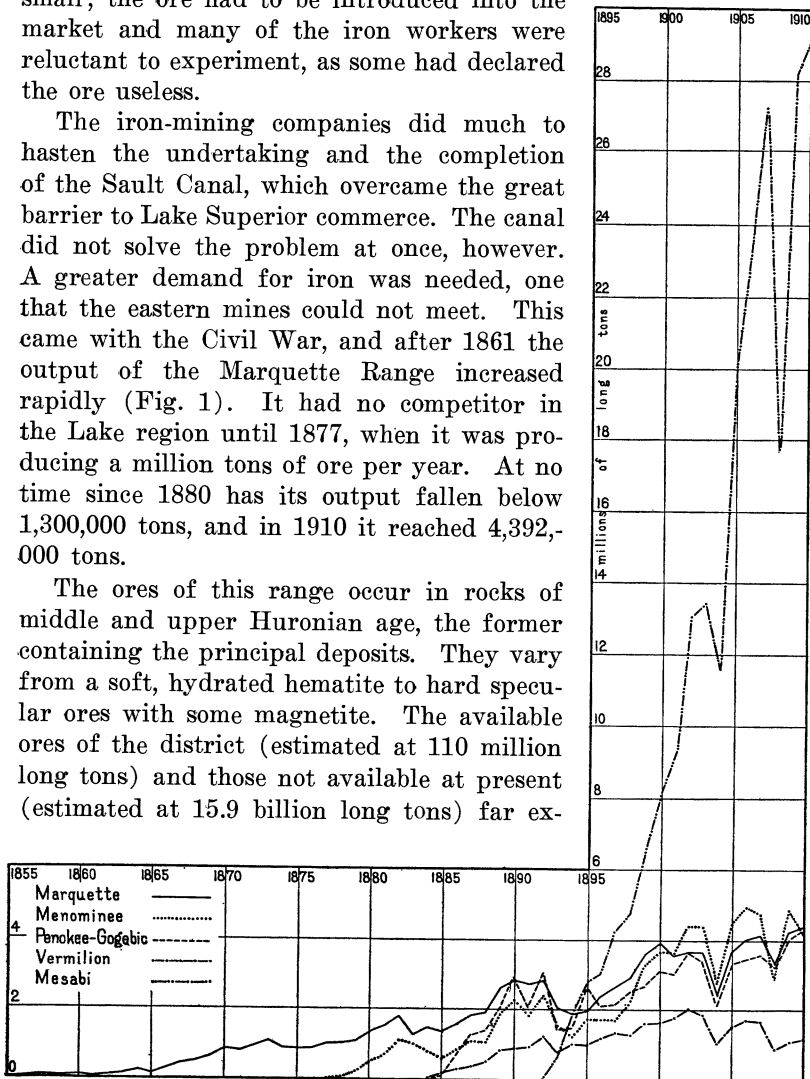 small, the ore had to be introduced into the
market and many of the iron workers were
reluctant to experiment, as some had declared
the ore useless.
The iron-mining companies did much to
hasten the undertaking and the completion
of the Sault Canal, which overcame the great
barrier to Lake Superior commerce. The canal
did not solve the problem at once, however.
A greater demand for iron was needed, one
that the eastern mines could not meet. This
came with the Civil War, and after 1861 the
output of the Marquette Range increased
rapidly (Fig. 1). It had no competitor in
the Lake region until 1877, when it was pro-
ducing a million tons of ore per year. At no
time since 1880 has its output fallen below
1,300,000 tons, and in 1910 it reached 4,392,-
000 tons.
The ores of this range occur in rocks of
middle and upper Huronian age, the former
containing the principal deposits. They vary
from a soft, hydrated hematite to hard specu-
lar ores with some magnetite. The available
ores of the district (estimated at 110 million
long tons) and those not available at present
(estimated at 15.9 billion long tons) far ex-
1895 1900 1905 1910
28
26
24
22
20
18
16
14
12
10
8
6
millions of long tons
1855 1860 1865 1870 1875 1880 1885 1890 1895
Marquette
Menominee
Penokee-Gogebic
Vermilion
Mesabi
4
2
0